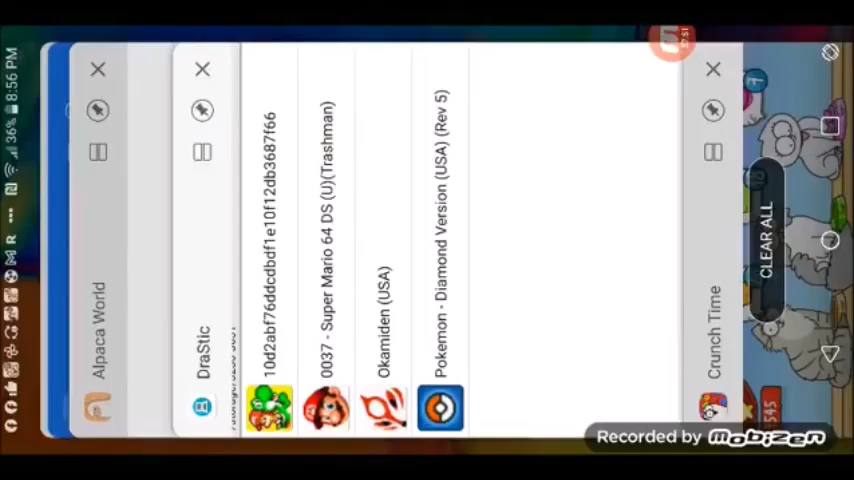 36% 8:56 PM
Alpaca World
DraStic
10d2abf76ddcdbdf1e10f12db3687f66
0037 - Super Mario 64 DS (U)(Trashman)
Okamiden (USA)
Pokemon - Diamond Version (USA) (Rev 5)
Crunch Time
CLEAR ALL
545
Recorded by mobizen